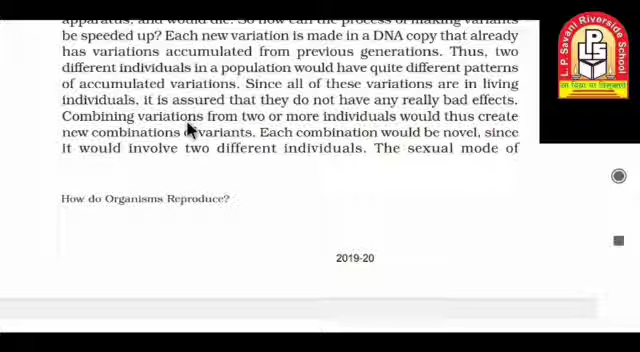 apparatus, and would die. So how can the process of making variants
be speeded up? Each new variation is made in a DNA copy that already
has variations accumulated from previous generations. Thus, two
different individuals in a population would have quite different patterns
of accumulated variations. Since all of these variations are in living
individuals, it is assured that they do not have any really bad effects.
Combining variations from two or more individuals would thus create
new combinations of variants. Each combination would be novel, since
it would involve two different individuals. The sexual mode of
How do Organisms Reproduce?
2019-20
L.P. Savani Riverside School
PLS